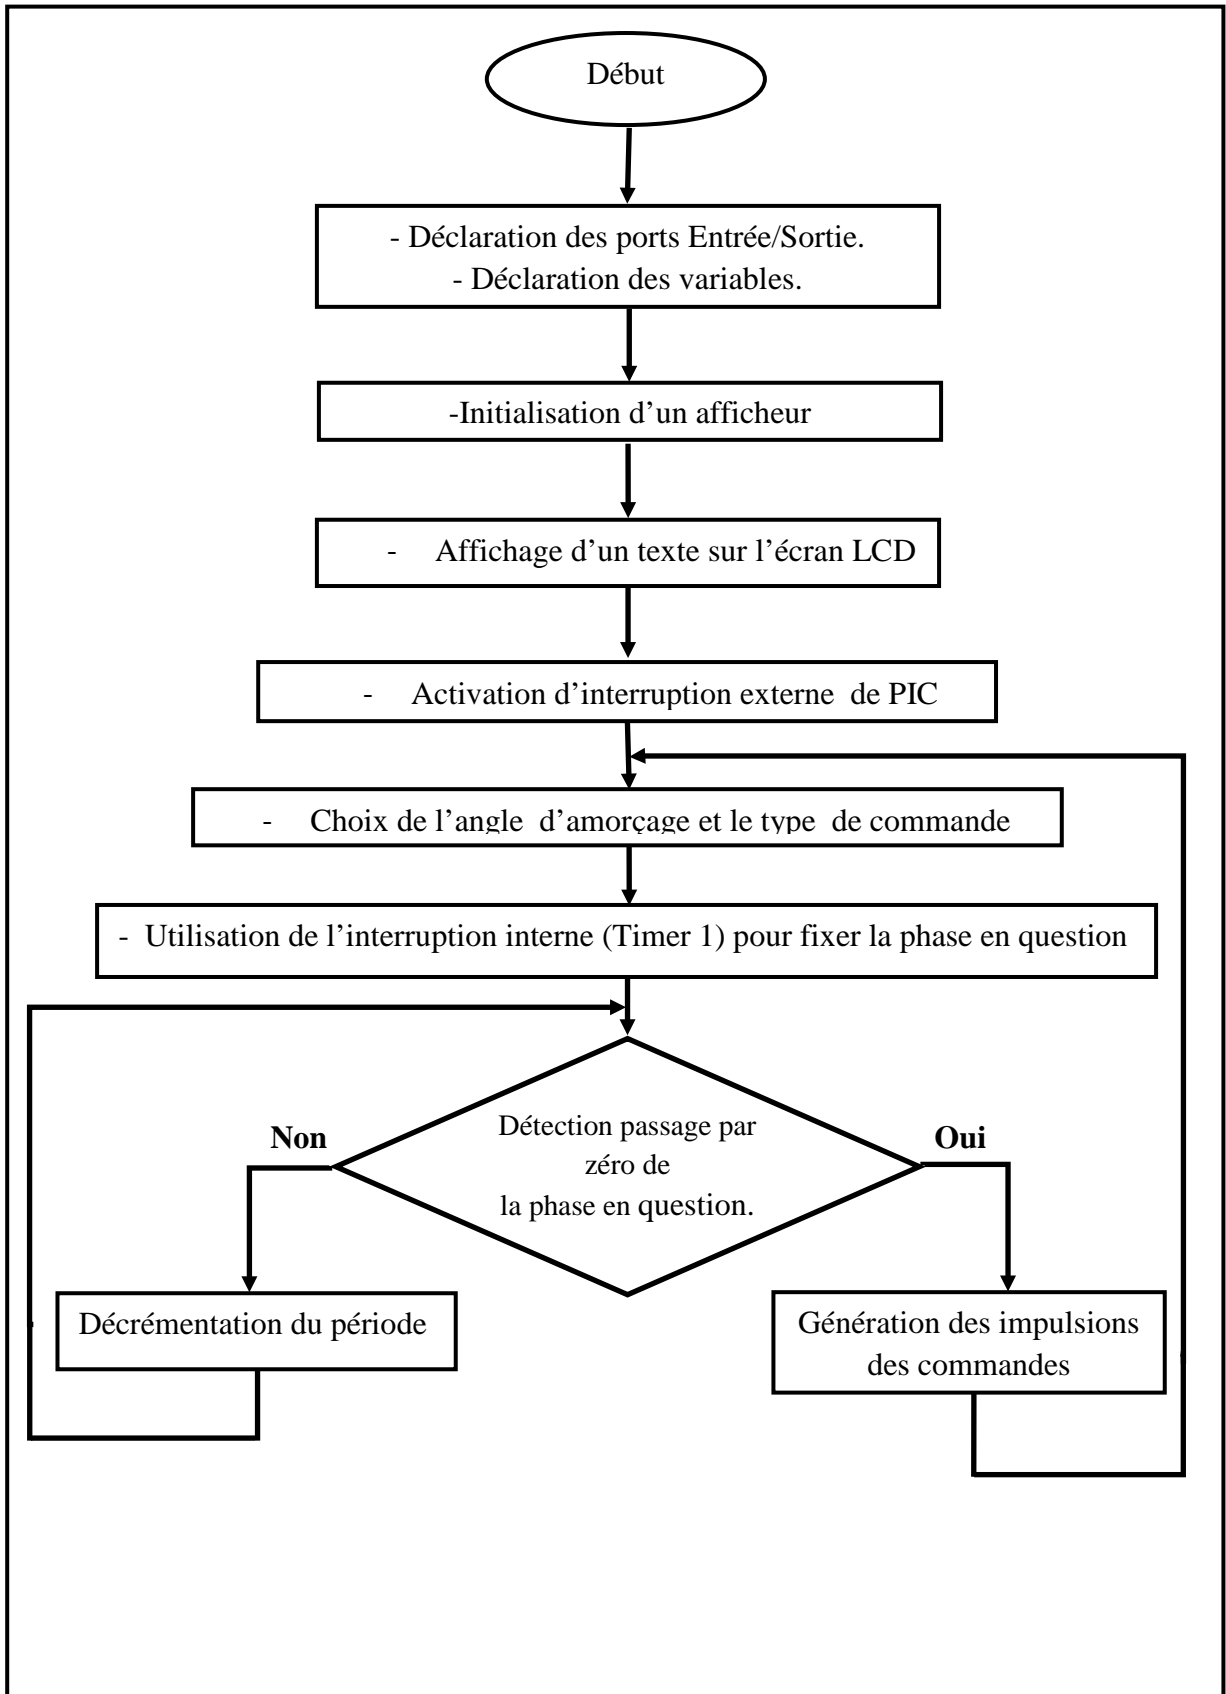 Début
- Déclaration des ports Entrée/Sortie.
- Déclaration des variables.
-Initialisation d’un afficheur
- Affichage d’un texte sur l’écran LCD
- Activation d’interruption externe de PIC
- Choix de l’angle d’amorçage et le type de commande
- Utilisation de l’interruption interne (Timer 1) pour fixer la phase en question
Non
Détection passage par
zéro de
la phase en question.
Oui
Décrémentation du période
Génération des impulsions
des commandes